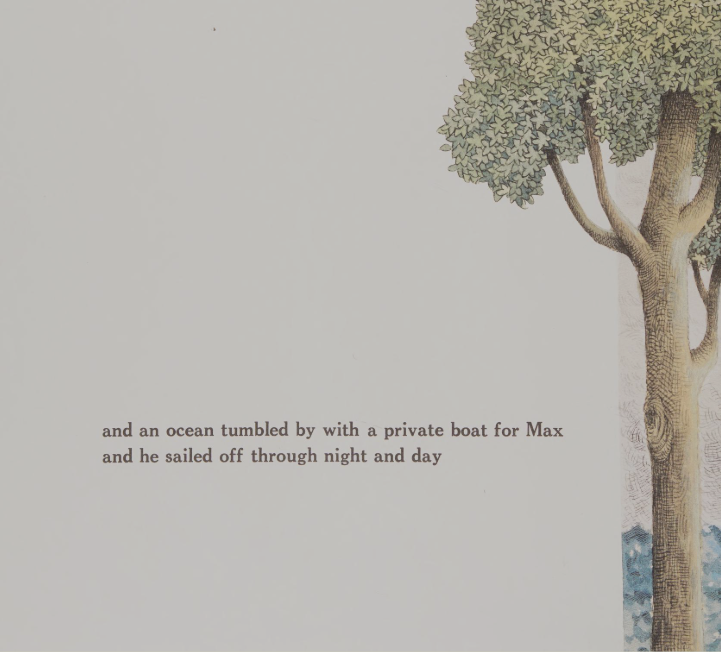 and an ocean tumbled by with a private boat for Max
and he sailed off through night and day